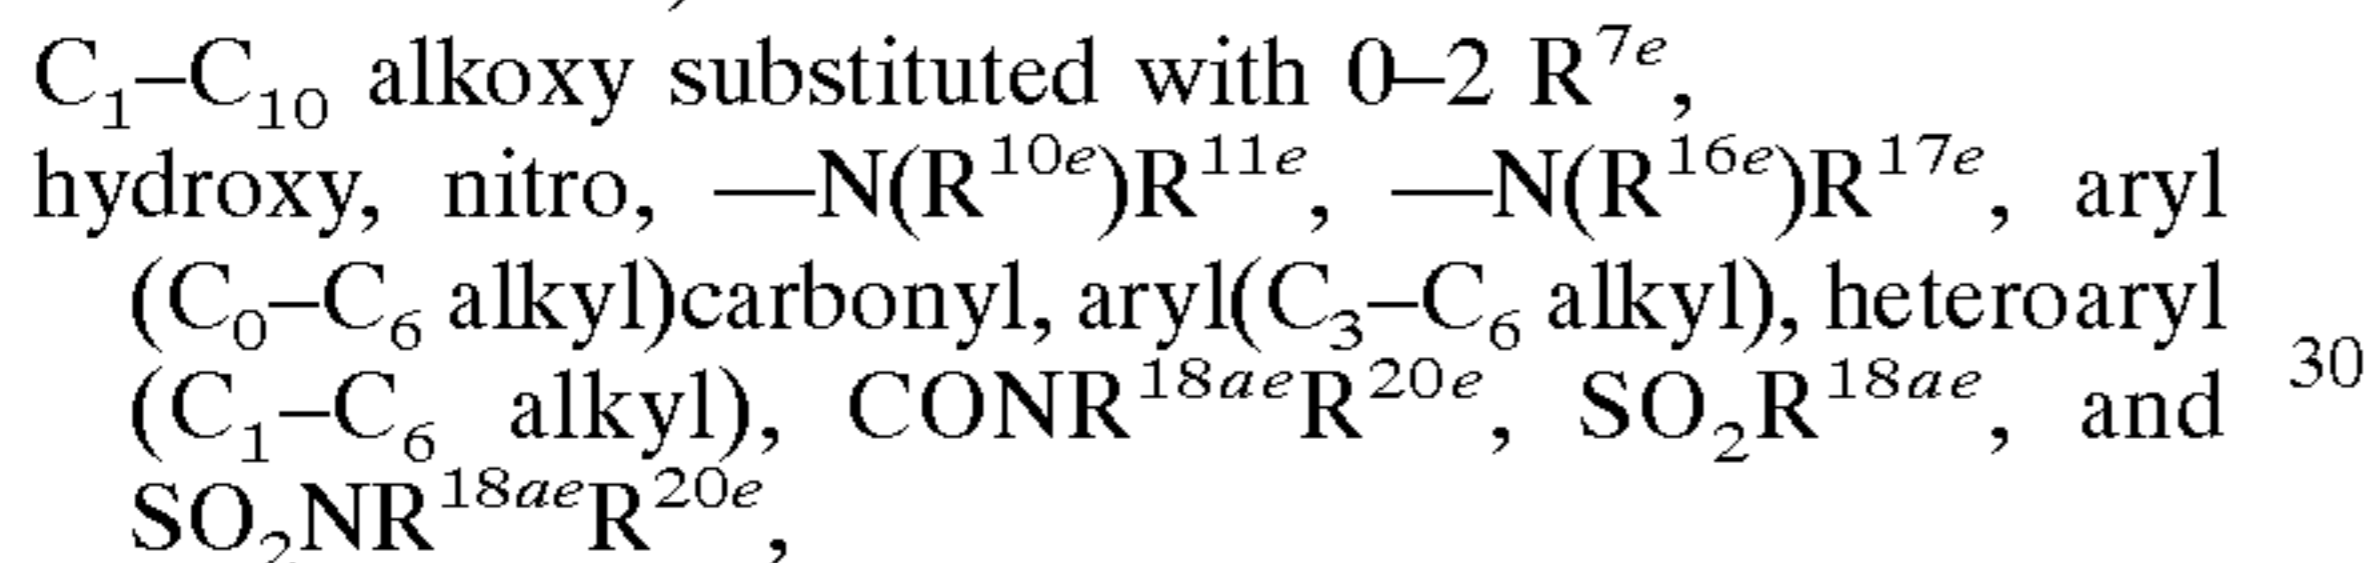 C₁–C₁₀ alkoxy substituted with 0–2 R⁷ᵉ,
hydroxy, nitro, —N(R¹⁰ᵉ)R¹¹ᵉ, —N(R¹⁶ᵉ)R¹⁷ᵉ, aryl
(C₀–C₆ alkyl)carbonyl, aryl(C₃–C₆ alkyl), heteroaryl
(C₁–C₆ alkyl), CONR¹⁸ᵃᵉR²⁰ᵉ, SO₂R¹⁸ᵃᵉ, and
30
SO₂NR¹⁸ᵃᵉR²⁰ᵉ,